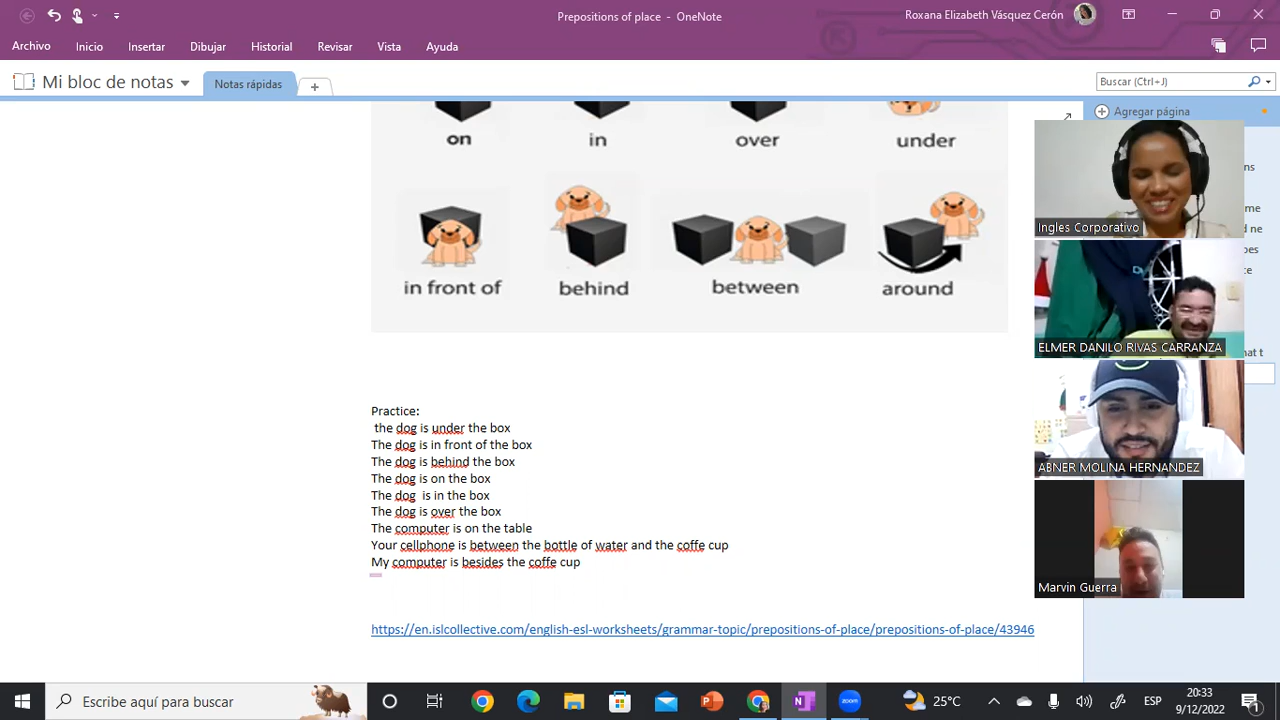 Prepositions of place - OneNote
Roxana Elizabeth Vásquez Cerón
Archivo Inicio Insertar Dibujar Historial Revisar Vista Ayuda
Mi bloc de notas
Notas rápidas
Buscar (Ctrl+J)
Agregar página
on in over under
in front of behind between around
Ingles Corporativo
ELMER DANILO RIVAS CARRANZA
ABNER MOLINA HERNANDEZ
Marvin Guerra
Practice:
the dog is under the box
The dog is in front of the box
The dog is behind the box
The dog is on the box
The dog is in the box
The dog is over the box
The computer is on the table
Your cellphone is between the bottle of water and the coffe cup
My computer is besides the coffe cup
https://en.islcollective.com/english-esl-worksheets/grammar-topic/prepositions-of-place/prepositions-of-place/43946
Escribe aquí para buscar
zoom
25°C
ESP
20:33
9/12/2022